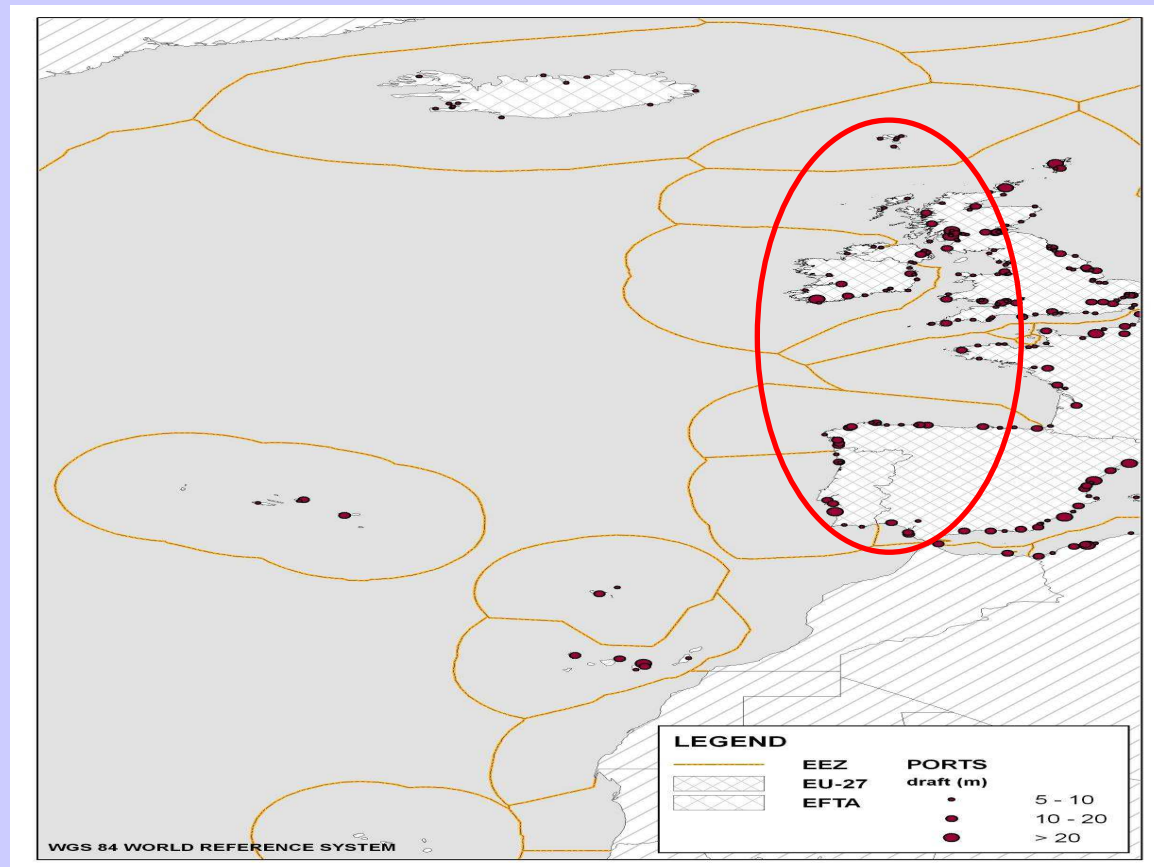 LEGEND
EEZ
EU-27
EFTA
PORTS
draft (m)
5 - 10
10 - 20
> 20
WGS 84 WORLD REFERENCE SYSTEM